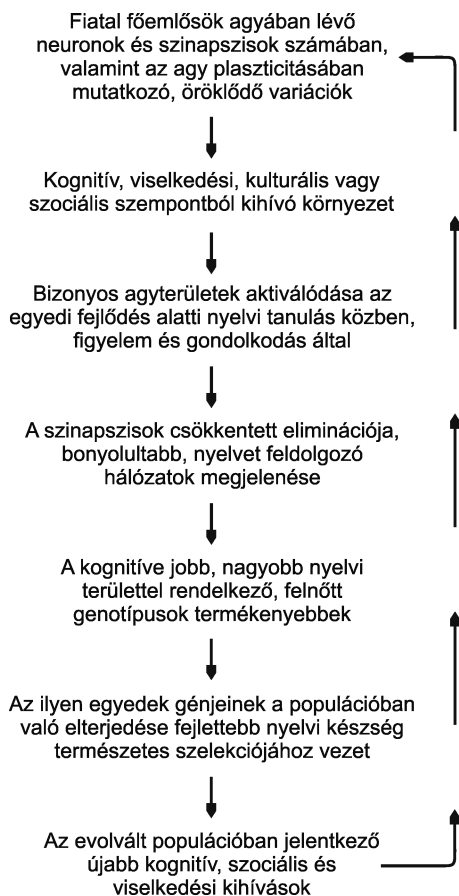 Fiatal főemlősök agyában lévő
neuronok és szinapszisok számában,
valamint az agy plaszticitásában
mutatkozó, öröklődő variációk
Kognitív, viselkedési, kulturális vagy
szociális szempontból kihívó környezet
Bizonyos agyterületek aktiválódása az
egyedi fejlődés alatti nyelvi tanulás közben,
figyelem és gondolkodás által
A szinapszisok csökkentett eliminációja,
bonyolultabb, nyelvet feldolgozó
hálózatok megjelenése
A kognitíve jobb, nagyobb nyelvi
területtel rendelkező, felnőtt
genotípusok termékenyebbek
Az ilyen egyedek génjeinek a populációban
való elterjedése fejlettebb nyelvi készség
természetes szelekciójához vezet
Az evolvált populációban jelentkező
újabb kognitív, szociális és
viselkedési kihívások